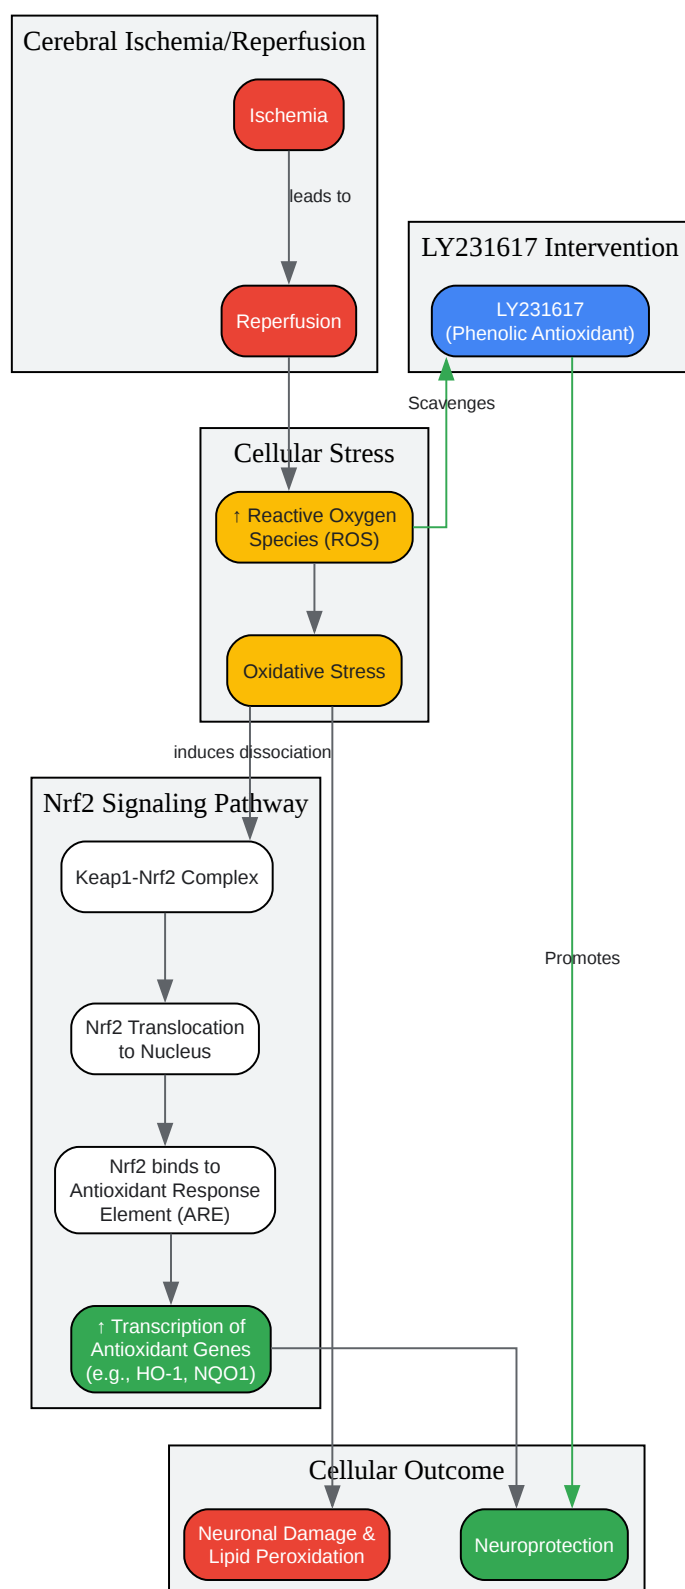 Cerebral Ischemia/Reperfusion
Ischemia
leads to
Reperfusion
LY231617 Intervention
LY231617
(Phenolic Antioxidant)
Scavenges
Cellular Stress
↑ Reactive Oxygen
Species (ROS)
Oxidative Stress
induces dissociation
Nrf2 Signaling Pathway
Keap1-Nrf2 Complex
Nrf2 Translocation
to Nucleus
Nrf2 binds to
Antioxidant Response
Element (ARE)
↑ Transcription of
Antioxidant Genes
(e.g., HO-1, NQO1)
Promotes
Cellular Outcome
Neuronal Damage &
Lipid Peroxidation
Neuroprotection